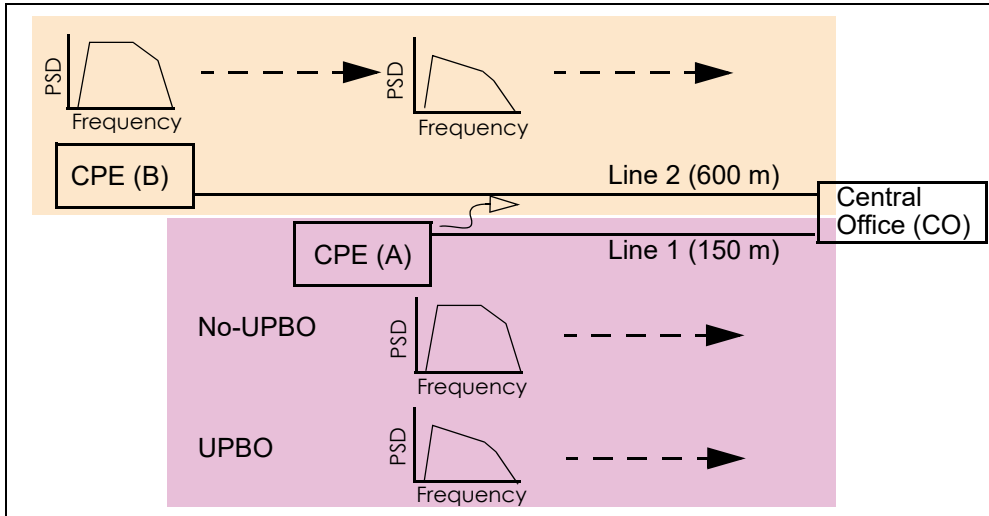 PSD
Frequency
PSD
Frequency
CPE (B)
Line 2 (600 m)
Central
Office (CO)
CPE (A)
Line 1 (150 m)
No-UPBO
PSD
Frequency
UPBO
PSD
Frequency